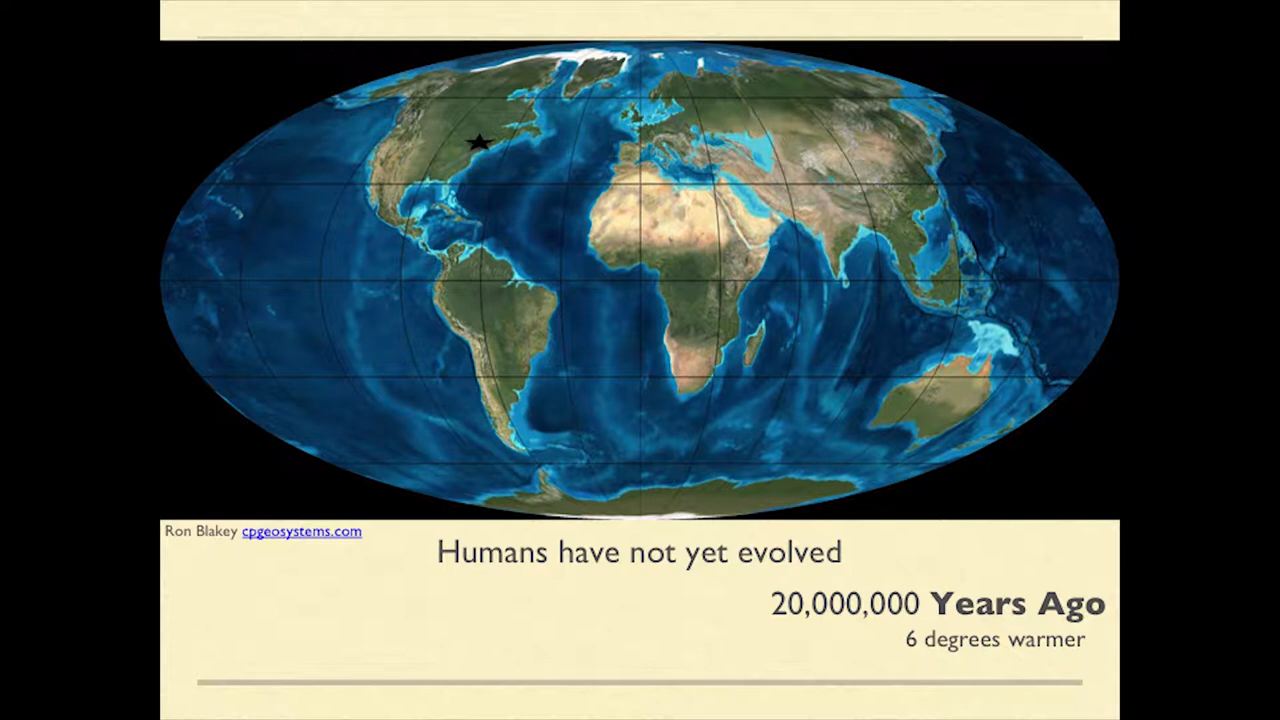 Ron Blakey cpgeosystems.com
Humans have not yet evolved
20,000,000 Years Ago
6 degrees warmer